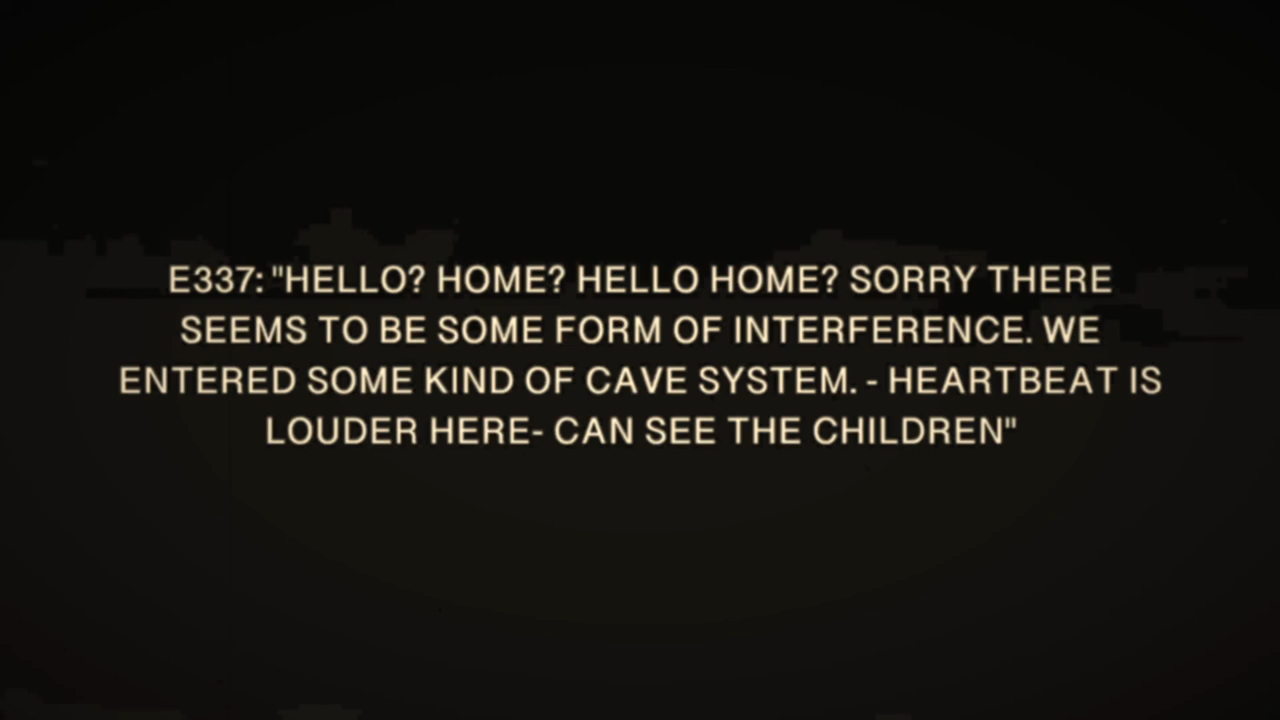 E337: "HELLO? HOME? HELLO HOME? SORRY THERE
SEEMS TO BE SOME FORM OF INTERFERENCE. WE
ENTERED SOME KIND OF CAVE SYSTEM. - HEARTBEAT IS
LOUDER HERE- CAN SEE THE CHILDREN"